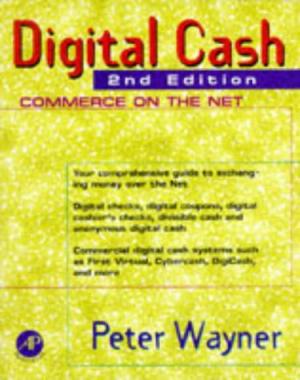 Digital Cash
2nd Edition
COMMERCE ON THE NET
Your comprehensive guide to exchang-
ing money over the Net
Digital checks, digital coupons, digital
cashier's checks, divisible cash and
anonymous digital cash
Commercial digital cash systems such
as First Virtual, Cybercash, DigiCash,
and more
AP
Peter Wayner